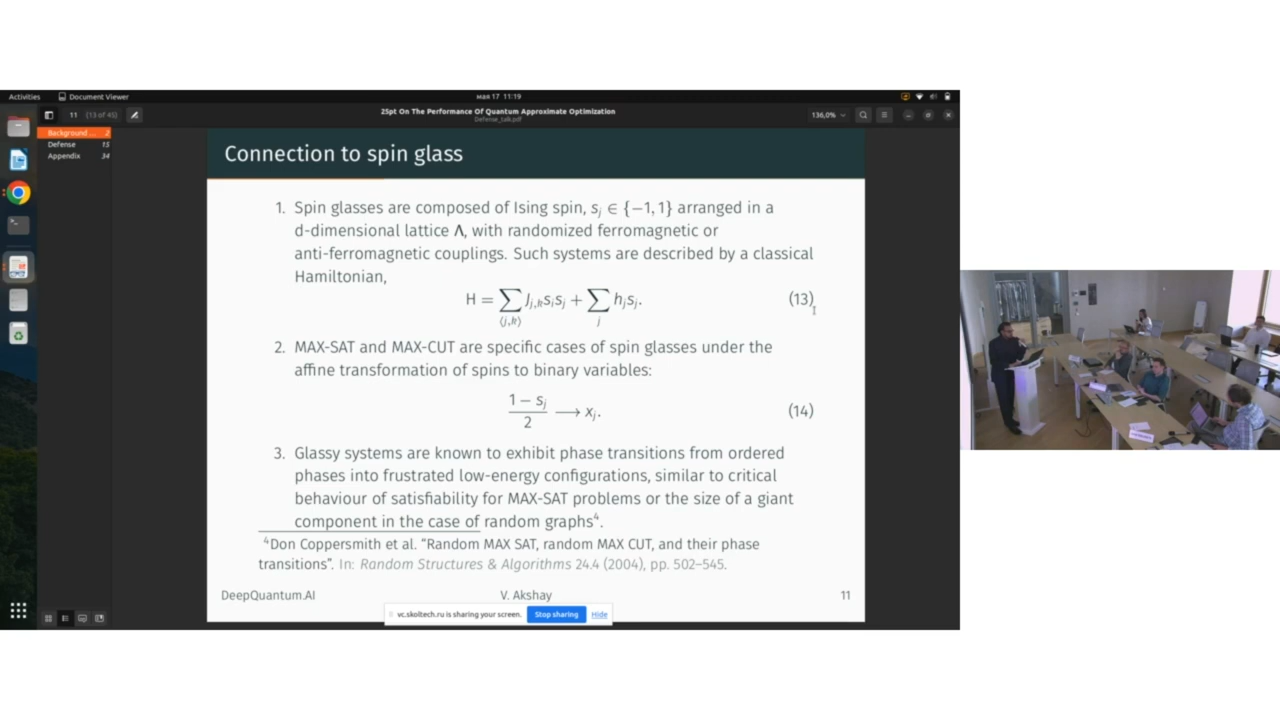 Activities
Document Viewer
мая 17 11:19
11 (13 of 45)
25pt On The Performance Of Quantum Approximate Optimization
Defense_talk.pdf
136,0%
Background ... 2
Defense 15
Appendix 34
Connection to spin glass
1. Spin glasses are composed of Ising spin, s_j ∈ {−1, 1} arranged in a
d-dimensional lattice Λ, with randomized ferromagnetic or
anti-ferromagnetic couplings. Such systems are described by a classical
Hamiltonian,
H = ∑_{⟨j,k⟩} J_{j,k} s_i s_j + ∑_j h_j s_j. (13)
2. MAX-SAT and MAX-CUT are specific cases of spin glasses under the
affine transformation of spins to binary variables:
(1 − s_j)/2 ⟶ x_j. (14)
3. Glassy systems are known to exhibit phase transitions from ordered
phases into frustrated low-energy configurations, similar to critical
behaviour of satisfiability for MAX-SAT problems or the size of a giant
component in the case of random graphs⁴.
⁴Don Coppersmith et al. “Random MAX SAT, random MAX CUT, and their phase
transitions”. In: Random Structures & Algorithms 24.4 (2004), pp. 502–545.
DeepQuantum.AI V. Akshay 11
vc.skoltech.ru is sharing your screen. Stop sharing Hide